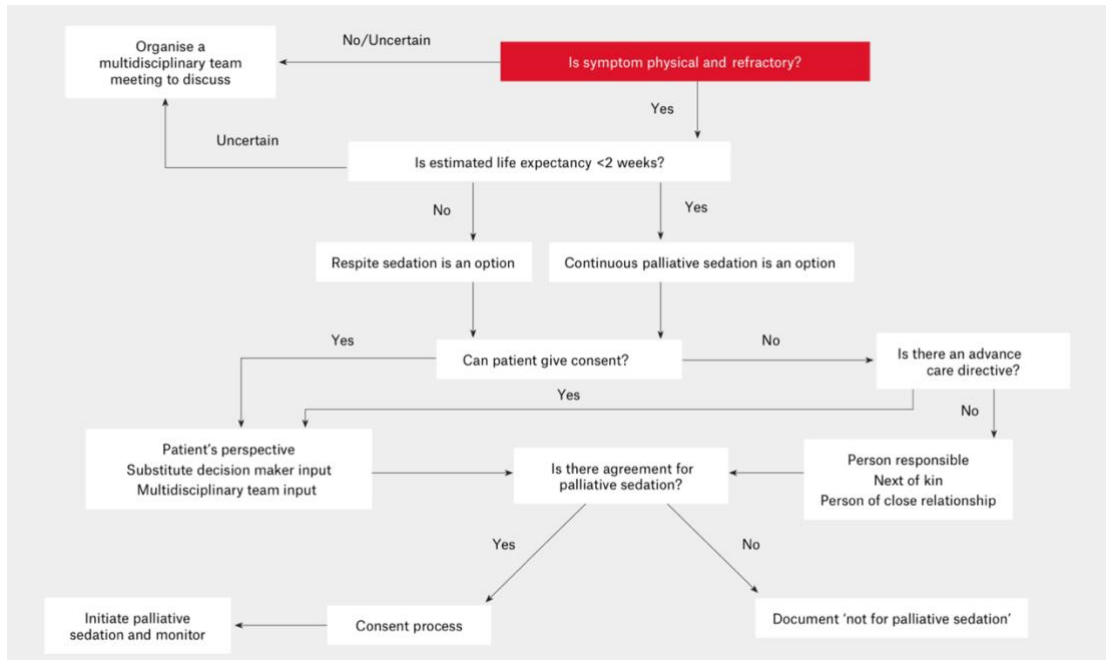 Organise a
multidisciplinary team
meeting to discuss
No/Uncertain
Is symptom physical and refractory?
Yes
Uncertain
Is estimated life expectancy <2 weeks?
No
Yes
Respite sedation is an option
Continuous palliative sedation is an option
Yes
Can patient give consent?
No
Is there an advance
care directive?
Yes
No
Patient's perspective
Substitute decision maker input
Multidisciplinary team input
Is there agreement for
palliative sedation?
Person responsible
Next of kin
Person of close relationship
Yes
No
Initiate palliative
sedation and monitor
Consent process
Document 'not for palliative sedation'